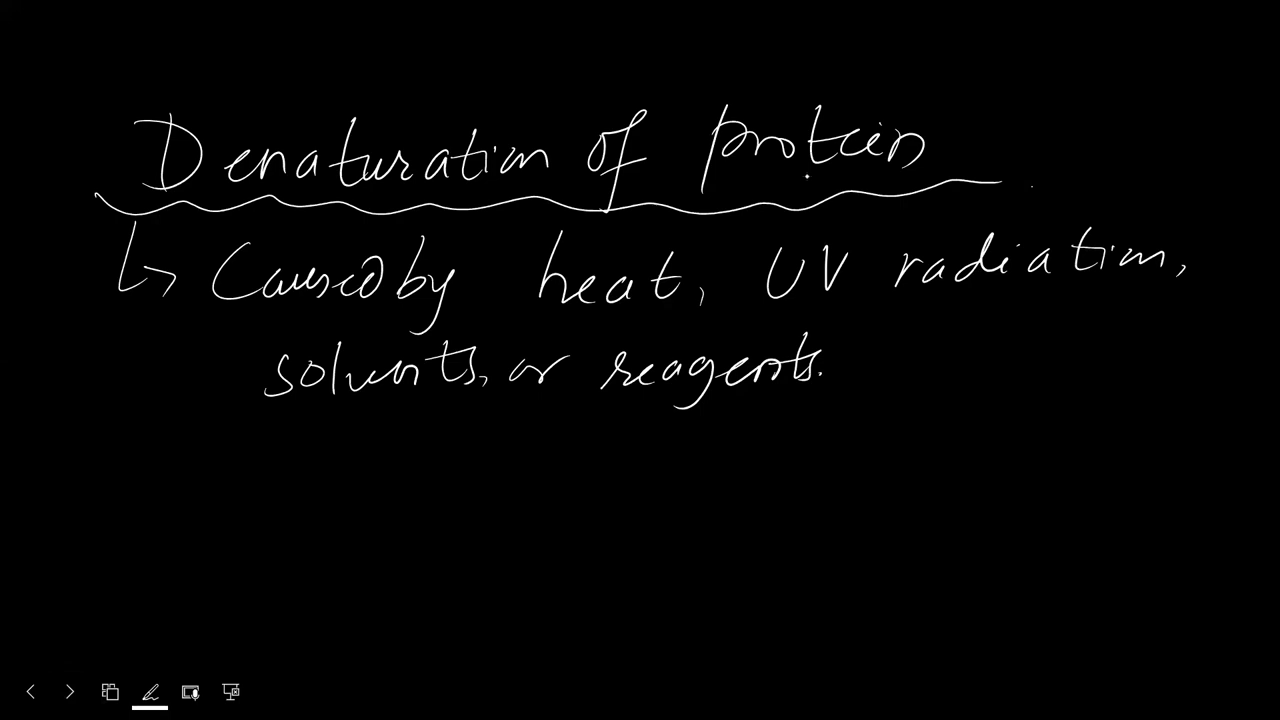 Denaturation of protein
↳ Caused by heat, UV radiation,
solvents, or reagents.